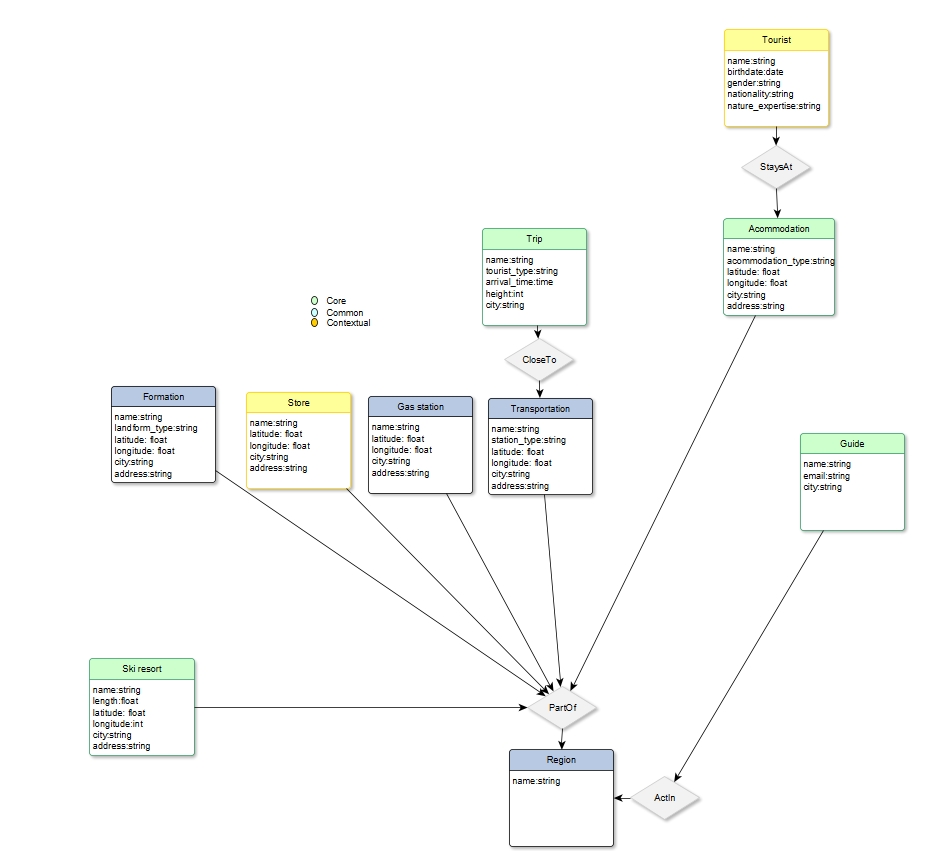 Tourist
name:string
birthdate:date
gender:string
nationality:string
nature_expertise:string
StaysAt
Acommodation
name:string
acommodation_type:string
latitude: float
longitude: float
city:string
address:string
Trip
name:string
tourist_type:string
arrival_time:time
height:int
city:string
Core
Common
Contextual
CloseTo
Formation
name:string
landform_type:string
latitude: float
longitude: float
city:string
address:string
Store
name:string
latitude: float
longitude: float
city:string
address:string
Gas station
name:string
latitude: float
longitude: float
city:string
address:string
Transportation
name:string
station_type:string
latitude: float
longitude: float
city:string
address:string
Guide
name:string
email:string
city:string
Ski resort
name:string
length:float
latitude: float
longitude:int
city:string
address:string
PartOf
Region
name:string
ActIn